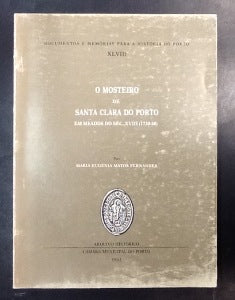 DOCUMENTOS E MEMÓRIAS PARA A HISTÓRIA DO PORTO
XLVIII
O MOSTEIRO
DE
SANTA CLARA DO PORTO
EM MEADOS DO SÉC. XVIII (1730-80)
Por
MARIA EUGÉNIA MATOS FERNANDES
ARQUIVO HISTÓRICO
CÂMARA MUNICIPAL DO PORTO